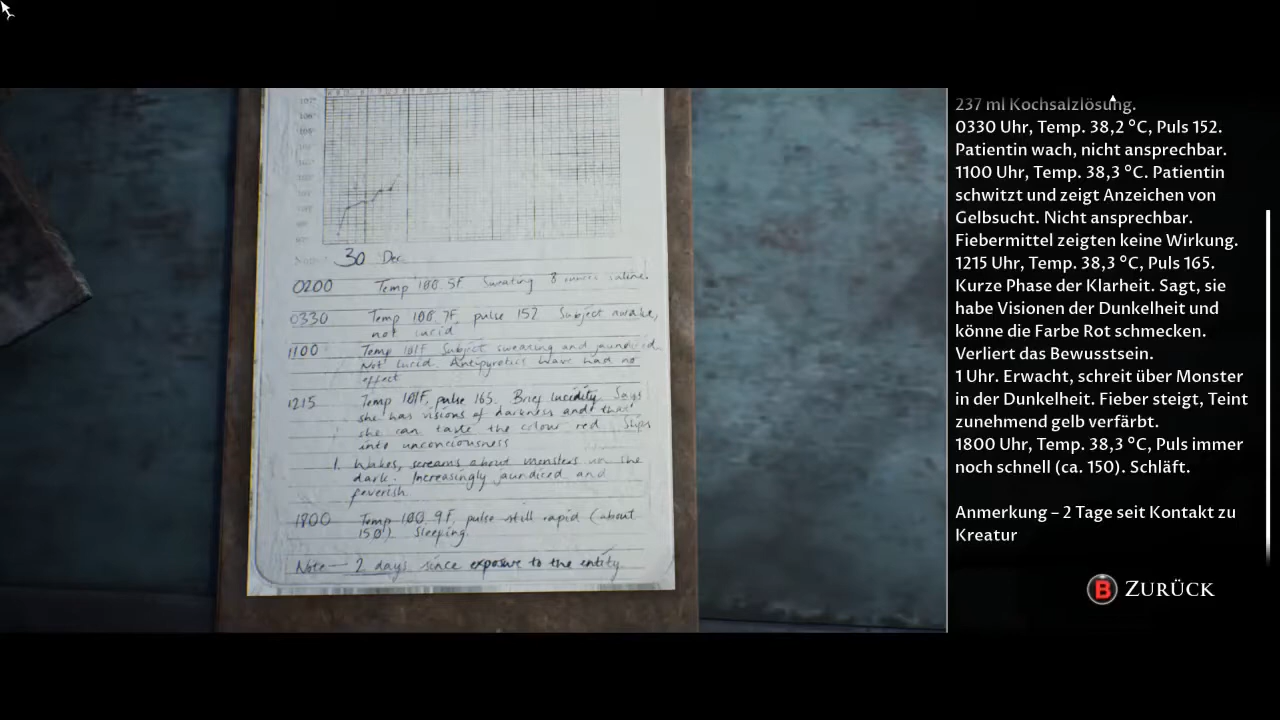 107°
106°
30 Dec
0200 Temp 100.5F Sweating 8 ounces saline.
0330 Temp 100.7F pulse 152 Subject awake,
not lucid
1100 Temp 101F Subject sweating and jaundiced.
Not lucid. Antipyretics have had no
effect
1215 Temp 101F, pulse 165. Brief lucidity. Says
she has visions of darkness and that
she can taste the colour red. Slips
into unconciousness
1. Wakes, screams about monsters in the
dark. Increasingly jaundiced and
feverish.
1800 Temp 100.9F, pulse still rapid (about
150). Sleeping.
Note — 2 days since exposure to the entity
237 ml Kochsalzlösung.
0330 Uhr, Temp. 38,2 °C, Puls 152.
Patientin wach, nicht ansprechbar.
1100 Uhr, Temp. 38,3 °C. Patientin
schwitzt und zeigt Anzeichen von
Gelbsucht. Nicht ansprechbar.
Fiebermittel zeigten keine Wirkung.
1215 Uhr, Temp. 38,3 °C, Puls 165.
Kurze Phase der Klarheit. Sagt, sie
habe Visionen der Dunkelheit und
könne die Farbe Rot schmecken.
Verliert das Bewusstsein.
1 Uhr. Erwacht, schreit über Monster
in der Dunkelheit. Fieber steigt, Teint
zunehmend gelb verfärbt.
1800 Uhr, Temp. 38,3 °C, Puls immer
noch schnell (ca. 150). Schläft.
Anmerkung – 2 Tage seit Kontakt zu
Kreatur
B ZURÜCK